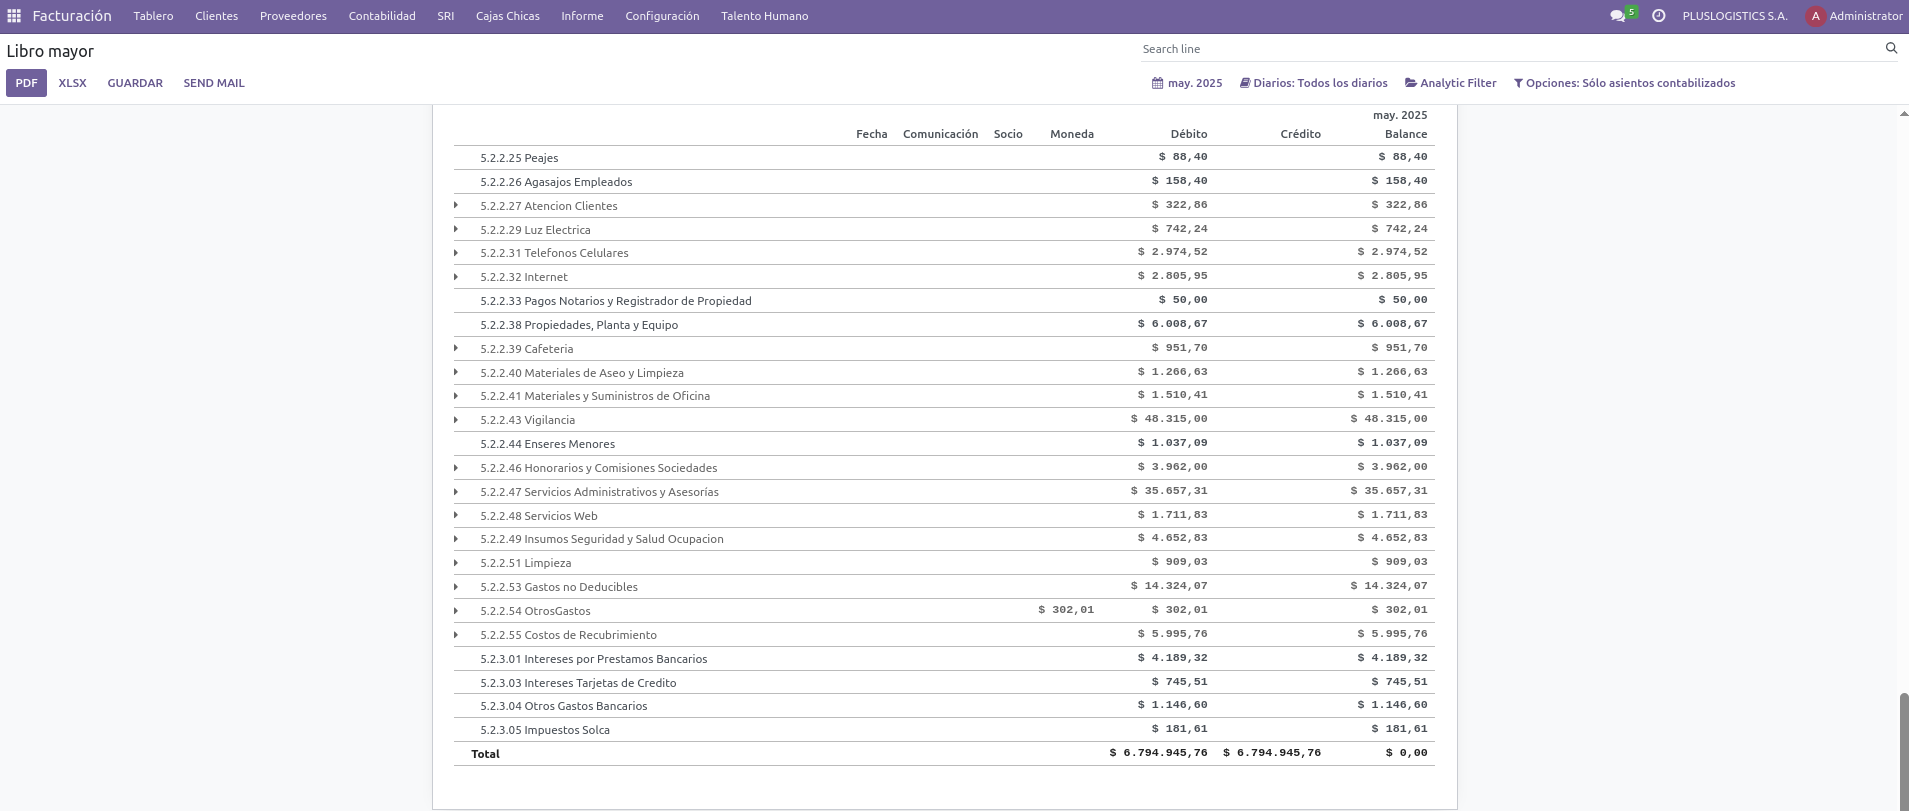 Facturación Tablero Clientes Proveedores Contabilidad SRI Cajas Chicas Informe Configuración Talento Humano 5 PLUSLOGISTICS S.A. A Administrator
Libro mayor Search line
PDF XLSX GUARDAR SEND MAIL may. 2025 Diarios: Todos los diarios Analytic Filter Opciones: Sólo asientos contabilizados
may. 2025
Fecha Comunicación Socio Moneda Débito Crédito Balance
5.2.2.25 Peajes $ 88,40 $ 88,40
5.2.2.26 Agasajos Empleados $ 158,40 $ 158,40
5.2.2.27 Atencion Clientes $ 322,86 $ 322,86
5.2.2.29 Luz Electrica $ 742,24 $ 742,24
5.2.2.31 Telefonos Celulares $ 2.974,52 $ 2.974,52
5.2.2.32 Internet $ 2.805,95 $ 2.805,95
5.2.2.33 Pagos Notarios y Registrador de Propiedad $ 50,00 $ 50,00
5.2.2.38 Propiedades, Planta y Equipo $ 6.008,67 $ 6.008,67
5.2.2.39 Cafeteria $ 951,70 $ 951,70
5.2.2.40 Materiales de Aseo y Limpieza $ 1.266,63 $ 1.266,63
5.2.2.41 Materiales y Suministros de Oficina $ 1.510,41 $ 1.510,41
5.2.2.43 Vigilancia $ 48.315,00 $ 48.315,00
5.2.2.44 Enseres Menores $ 1.037,09 $ 1.037,09
5.2.2.46 Honorarios y Comisiones Sociedades $ 3.962,00 $ 3.962,00
5.2.2.47 Servicios Administrativos y Asesorías $ 35.657,31 $ 35.657,31
5.2.2.48 Servicios Web $ 1.711,83 $ 1.711,83
5.2.2.49 Insumos Seguridad y Salud Ocupacion $ 4.652,83 $ 4.652,83
5.2.2.51 Limpieza $ 909,03 $ 909,03
5.2.2.53 Gastos no Deducibles $ 14.324,07 $ 14.324,07
5.2.2.54 OtrosGastos $ 302,01 $ 302,01 $ 302,01
5.2.2.55 Costos de Recubrimiento $ 5.995,76 $ 5.995,76
5.2.3.01 Intereses por Prestamos Bancarios $ 4.189,32 $ 4.189,32
5.2.3.03 Intereses Tarjetas de Credito $ 745,51 $ 745,51
5.2.3.04 Otros Gastos Bancarios $ 1.146,60 $ 1.146,60
5.2.3.05 Impuestos Solca $ 181,61 $ 181,61
Total $ 6.794.945,76 $ 6.794.945,76 $ 0,00